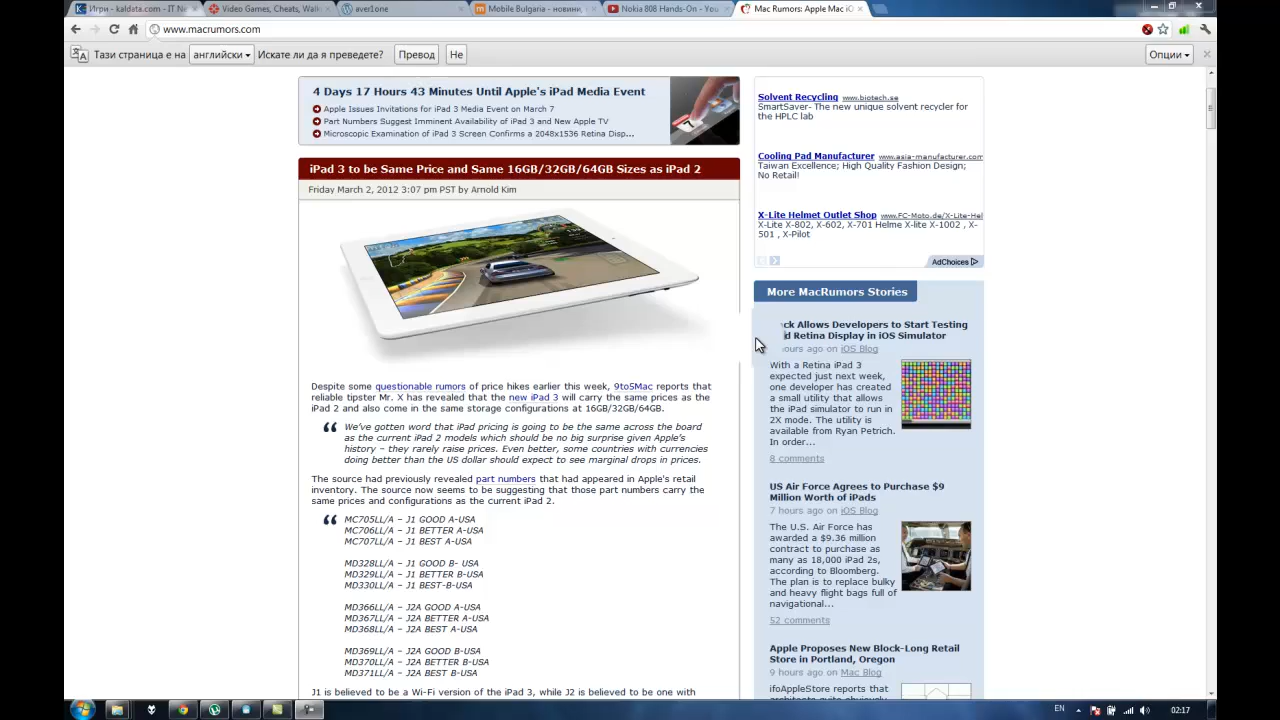 Игри - kaldata.com - IT Ne
Video Games, Cheats, Walk
aver1one
Mobile Bulgaria - новини,
Nokia 808 Hands-On - You
Mac Rumors: Apple Mac iO
www.macrumors.com
Тази страница е на английски Искате ли да я преведете? Превод Не Опции
4 Days 17 Hours 43 Minutes Until Apple's iPad Media Event
Apple Issues Invitations for iPad 3 Media Event on March 7
Part Numbers Suggest Imminent Availability of iPad 3 and New Apple TV
Microscopic Examination of iPad 3 Screen Confirms a 2048x1536 Retina Disp...
iPad 3 to be Same Price and Same 16GB/32GB/64GB Sizes as iPad 2
Friday March 2, 2012 3:07 pm PST by Arnold Kim
Despite some questionable rumors of price hikes earlier this week, 9to5Mac reports that
reliable tipster Mr. X has revealed that the new iPad 3 will carry the same prices as the
iPad 2 and also come in the same storage configurations at 16GB/32GB/64GB.
We've gotten word that iPad pricing is going to be the same across the board
as the current iPad 2 models which should be no big surprise given Apple's
history – they rarely raise prices. Even better, some countries with currencies
doing better than the US dollar should expect to see marginal drops in prices.
The source had previously revealed part numbers that had appeared in Apple's retail
inventory. The source now seems to be suggesting that those part numbers carry the
same prices and configurations as the current iPad 2.
MC705LL/A – J1 GOOD A-USA
MC706LL/A – J1 BETTER A-USA
MC707LL/A – J1 BEST A-USA
MD328LL/A – J1 GOOD B- USA
MD329LL/A – J1 BETTER B-USA
MD330LL/A – J1 BEST-B-USA
MD366LL/A – J2A GOOD A-USA
MD367LL/A – J2A BETTER A-USA
MD368LL/A – J2A BEST A-USA
MD369LL/A – J2A GOOD B-USA
MD370LL/A – J2A BETTER B-USA
MD371LL/A – J2A BEST B-USA
J1 is believed to be a Wi-Fi version of the iPad 3, while J2 is believed to be one with
Solvent Recycling www.biotech.se
SmartSaver- The new unique solvent recycler for
the HPLC lab
Cooling Pad Manufacturer www.asia-manufacturer.com
Taiwan Excellence; High Quality Fashion Design;
No Retail!
X-Lite Helmet Outlet Shop www.FC-Moto.de/X-Lite-Hel
X-Lite X-802, X-602, X-701 Helme X-lite X-1002 , X-
501 , X-Pilot
AdChoices
More MacRumors Stories
ck Allows Developers to Start Testing
d Retina Display in iOS Simulator
ours ago on iOS Blog
With a Retina iPad 3
expected just next week,
one developer has created
a small utility that allows
the iPad simulator to run in
2X mode. The utility is
available from Ryan Petrich.
In order...
8 comments
US Air Force Agrees to Purchase $9
Million Worth of iPads
7 hours ago on iOS Blog
The U.S. Air Force has
awarded a $9.36 million
contract to purchase as
many as 18,000 iPad 2s,
according to Bloomberg.
The plan is to replace bulky
and heavy flight bags full of
navigational...
52 comments
Apple Proposes New Block-Long Retail
Store in Portland, Oregon
9 hours ago on Mac Blog
ifoAppleStore reports that
EN
02:17